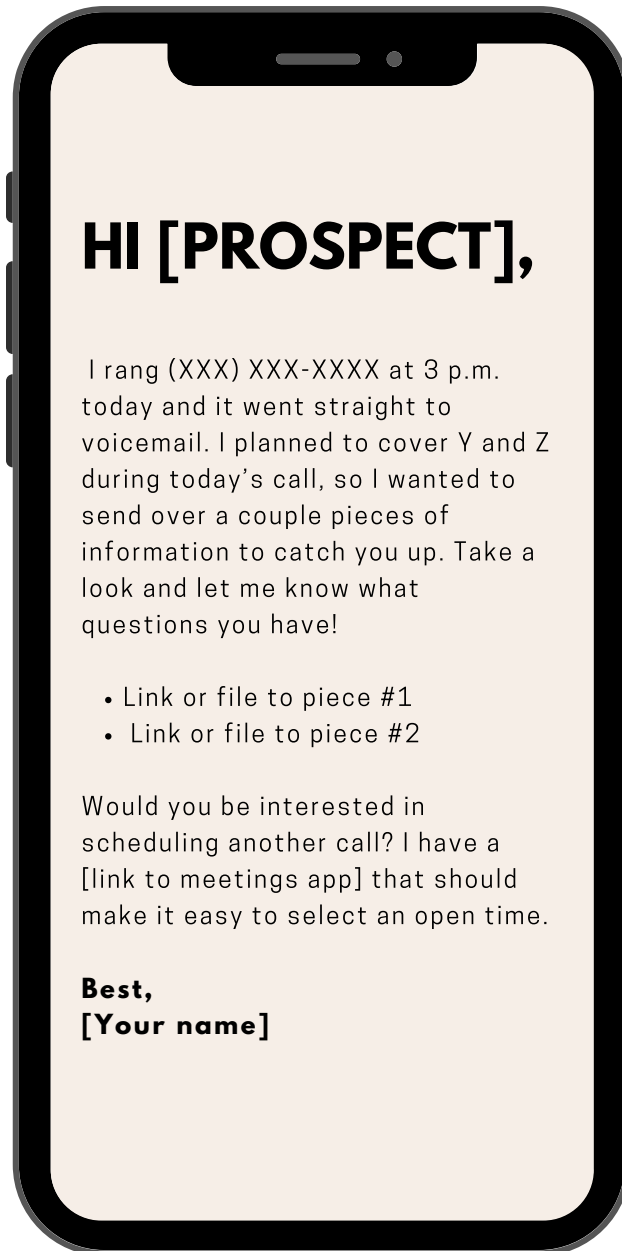 HI [PROSPECT],
I rang (XXX) XXX-XXXX at 3 p.m.
today and it went straight to
voicemail. I planned to cover Y and Z
during today’s call, so I wanted to
send over a couple pieces of
information to catch you up. Take a
look and let me know what
questions you have!
• Link or file to piece #1
• Link or file to piece #2
Would you be interested in
scheduling another call? I have a
[link to meetings app] that should
make it easy to select an open time.
Best,
[Your name]